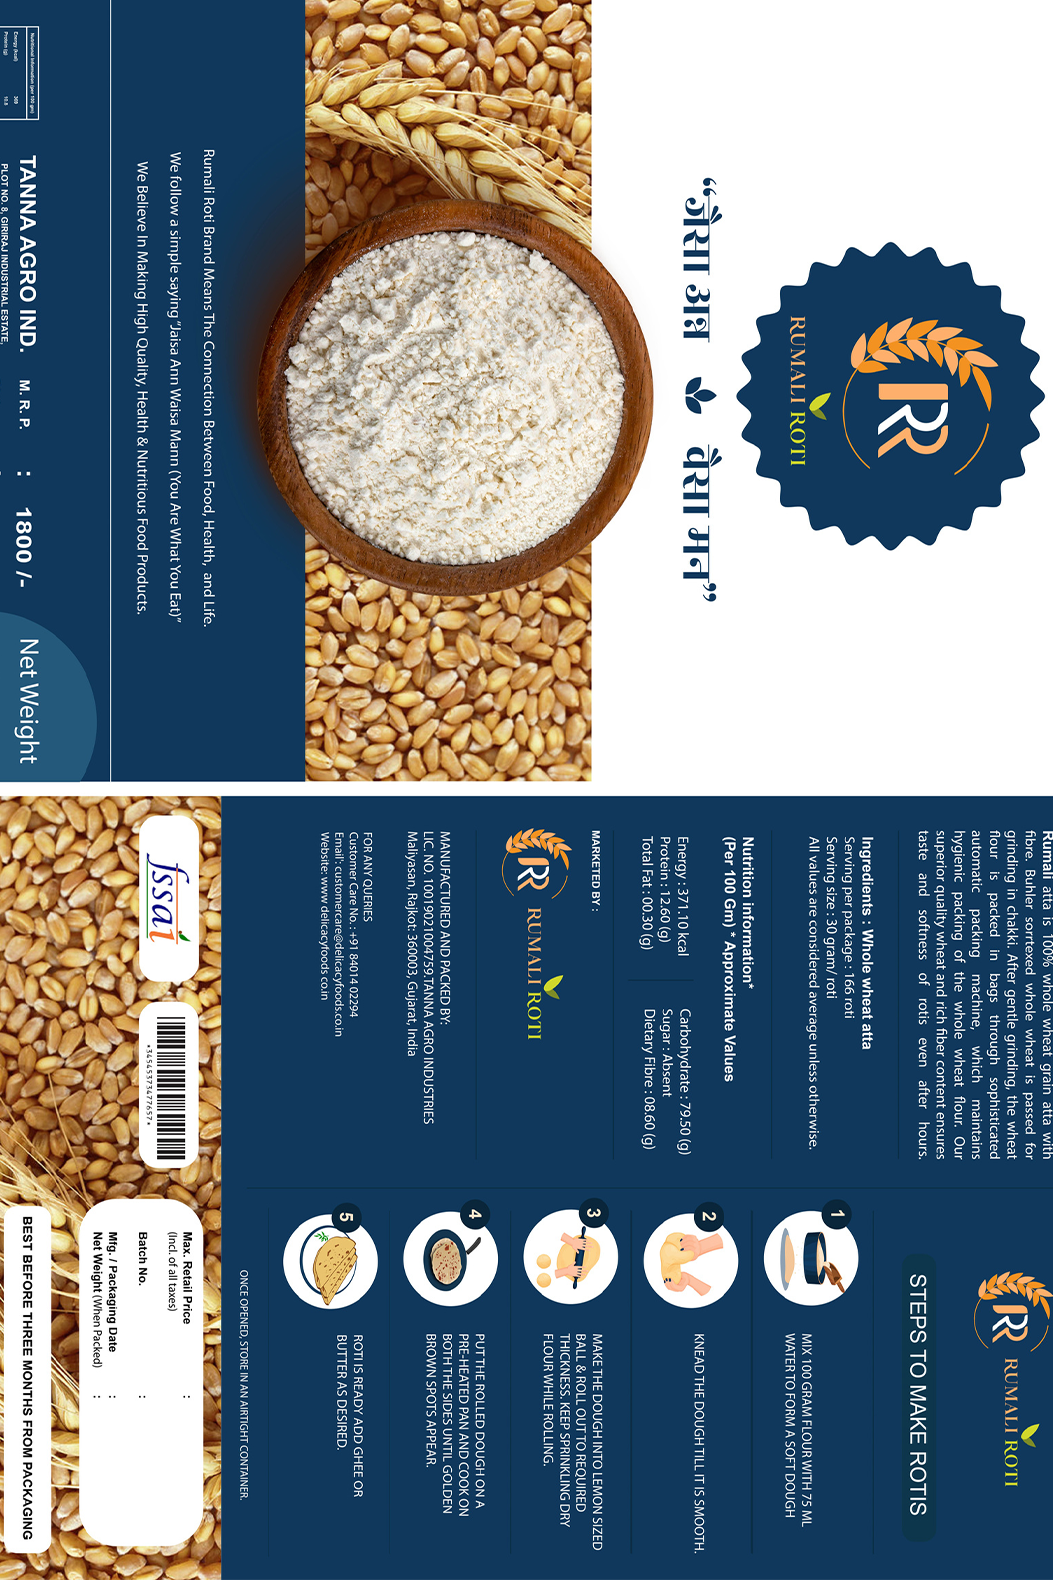 RUMALI ROTI
“जैसा अन्न वैसा मन”
Rumali Roti Brand Means The Connection Between Food, Health, and Life.
We follow a simple saying “Jaisa Ann Waisa Mann (You Are What You Eat)”
We Believe In Making High Quality, Health & Nutritious Food Products.
Nutritional Information (per 100 gm)
Energy (kcal) 369
Protein (g) 10.8
TANNA AGRO IND.
PLOT NO. 8, GIRIRAJ INDUSTRIAL ESTATE,
M. R. P. : 1800 /-
Net Weight
Rumali atta is 100% whole wheat grain atta with
fibre. Buhler sortexed whole wheat is passed for
grinding in chakki. After gentle grinding, the wheat
flour is packed in bags through sophisticated
automatic packing machine, which maintains
hygienic packing of the whole wheat flour. Our
superior quality wheat and rich fiber content ensures
taste and softness of rotis even after hours.
Ingredients : Whole wheat atta
Serving per package : 166 roti
Serving size : 30 gram/ roti
All values are considered average unless otherwise.
Nutrition information*
(Per 100 Gm) * Approximate Values
Energy : 371.10 kcal
Protein : 12.60 (g)
Total Fat : 00.30 (g)
Carbohydrate : 79.50 (g)
Sugar : Absent
Dietary Fibre : 08.60 (g)
MARKETED BY :
RUMALI ROTI
MANUFACTURED AND PACKED BY:
LIC. NO. 10019021004759,TANNA AGRO INDUSTRIES
Maliyasan, Rajkot: 360003, Gujarat, India
FOR ANY QUERIES
Customer Care No. : +91 84014 02294
Email : customercare@delicacyfoods.co.in
Website: www.delicacyfoods.co.in
RUMALI ROTI
STEPS TO MAKE ROTIS
1
MIX 100 GRAM FLOUR WITH 75 ML
WATER TO FORM A SOFT DOUGH
2
KNEAD THE DOUGH TILL IT IS SMOOTH.
3
MAKE THE DOUGH INTO LEMON SIZED
BALL & ROLL OUT TO REQUIRED
THICKNESS. KEEP SPRINKLING DRY
FLOUR WHILE ROLLING.
4
PUT THE ROLLED DOUGH ON A
PRE-HEATED PAN AND COOK ON
BOTH THE SIDES UNTIL GOLDEN
BROWN SPOTS APPEAR.
5
ROTI IS READY ADD GHEE OR
BUTTER AS DESIRED.
ONCE OPENED, STORE IN AN AIRTIGHT CONTAINER.
fssai
*34545373477657*
Max. Retail Price :
(Incl. of all taxes)
Batch No. :
Mfg. / Packaging Date :
Net Weight (When Packed) :
BEST BEFORE THREE MONTHS FROM PACKAGING